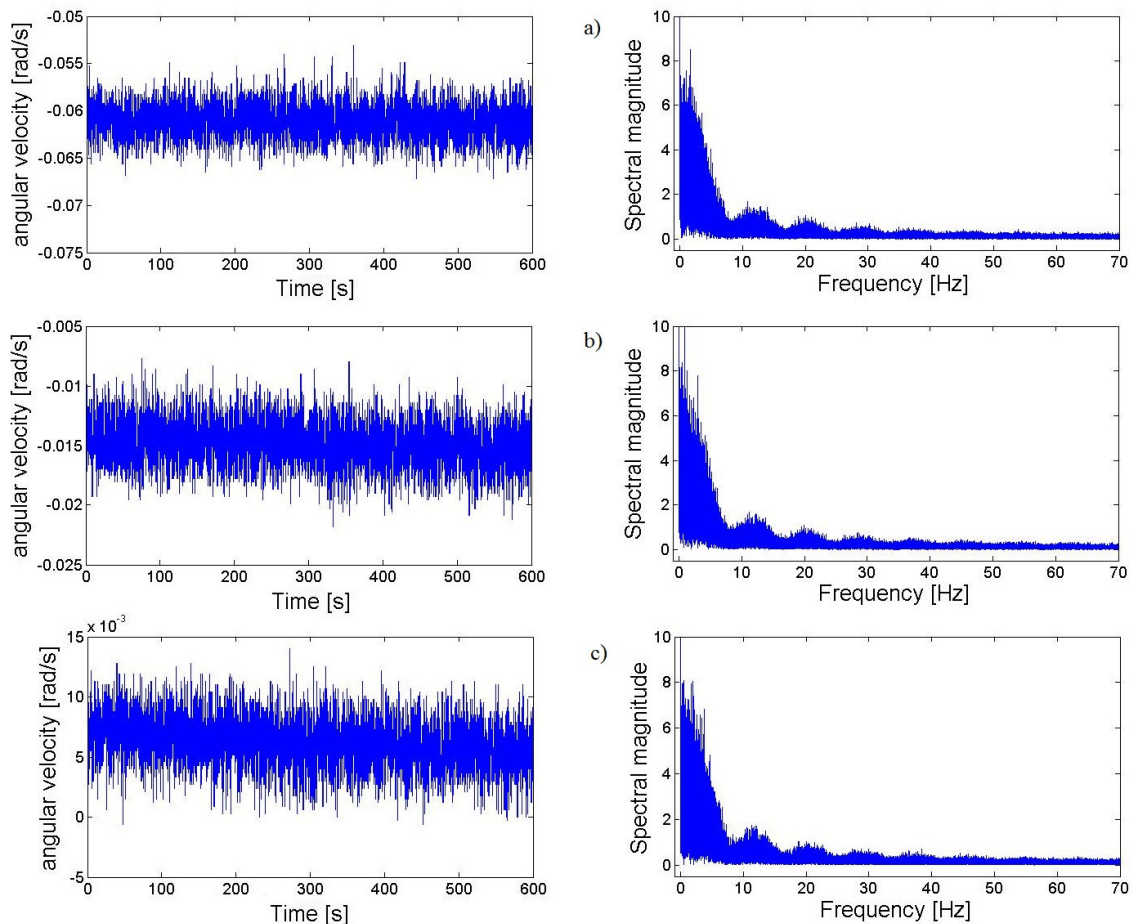 -0.05
-0.055
-0.06
-0.065
-0.07
-0.075
angular velocity [rad/s]
0 100 200 300 400 500 600
Time [s]
a)
10
8
6
4
2
0
Spectral magnitude
0 10 20 30 40 50 60 70
Frequency [Hz]
-0.005
-0.01
-0.015
-0.02
-0.025
angular velocity [rad/s]
0 100 200 300 400 500 600
Time [s]
b)
10
8
6
4
2
0
Spectral magnitude
0 10 20 30 40 50 60 70
Frequency [Hz]
x 10⁻³
15
10
5
0
-5
angular velocity [rad/s]
0 100 200 300 400 500 600
Time [s]
c)
10
8
6
4
2
0
Spectral magnitude
0 10 20 30 40 50 60 70
Frequency [Hz]